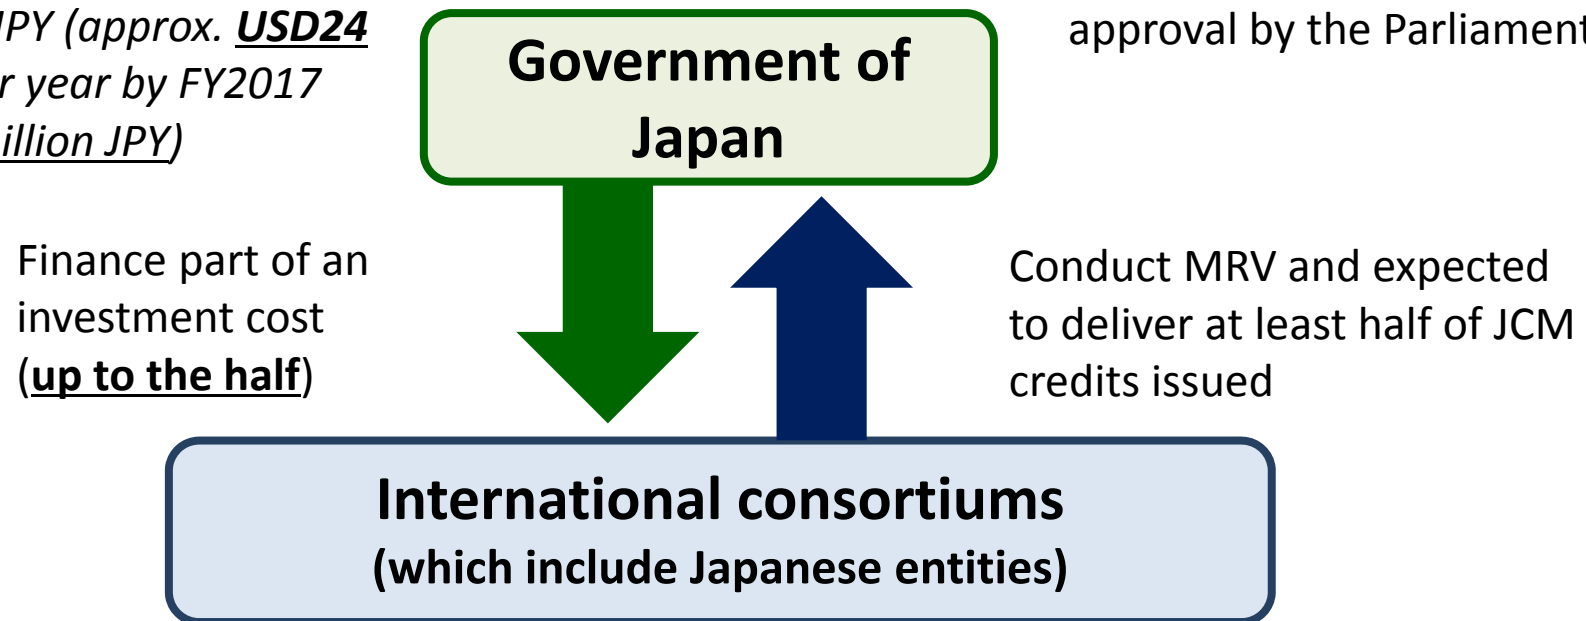 JPY (approx. USD24
r year by FY2017
illion JPY)
Government of
Japan
approval by the Parliament
Finance part of an
investment cost
(up to the half)
Conduct MRV and expected
to deliver at least half of JCM
credits issued
International consortiums
(which include Japanese entities)